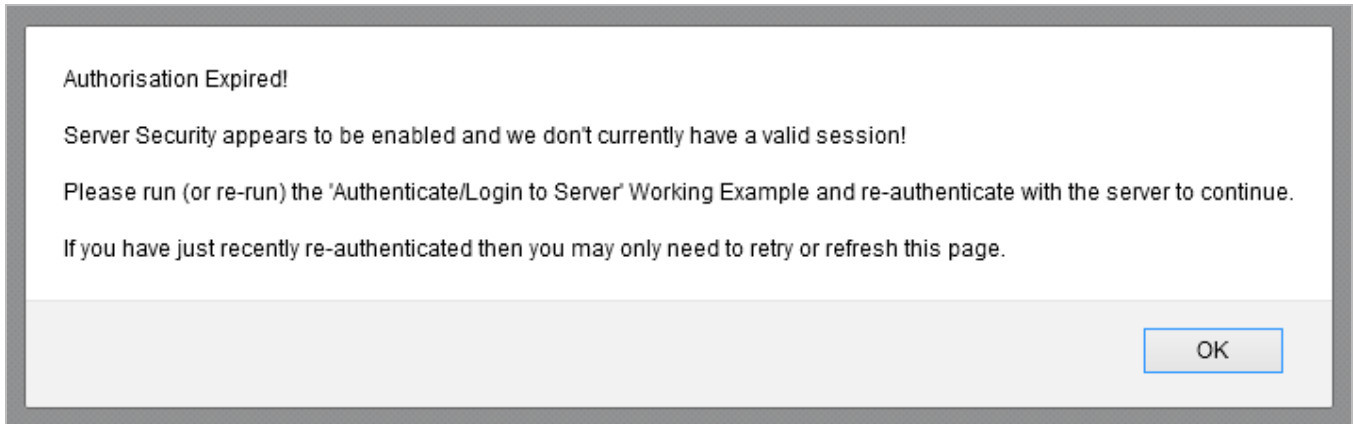 Authorisation Expired!
Server Security appears to be enabled and we don't currently have a valid session!
Please run (or re-run) the 'Authenticate/Login to Server' Working Example and re-authenticate with the server to continue.
If you have just recently re-authenticated then you may only need to retry or refresh this page.
OK